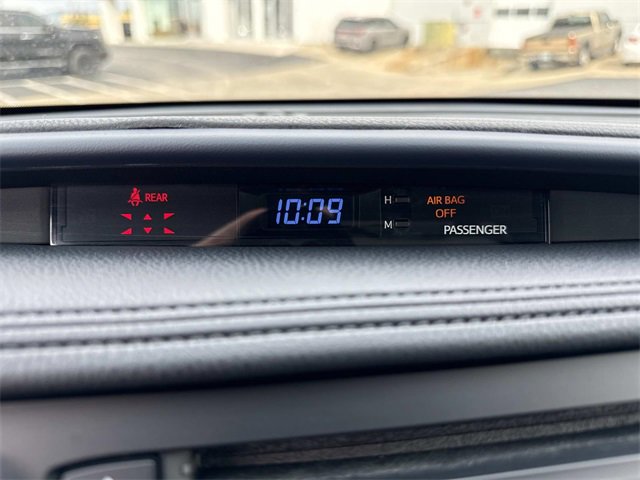 REAR
10:09
H
M
AIR BAG
OFF
PASSENGER